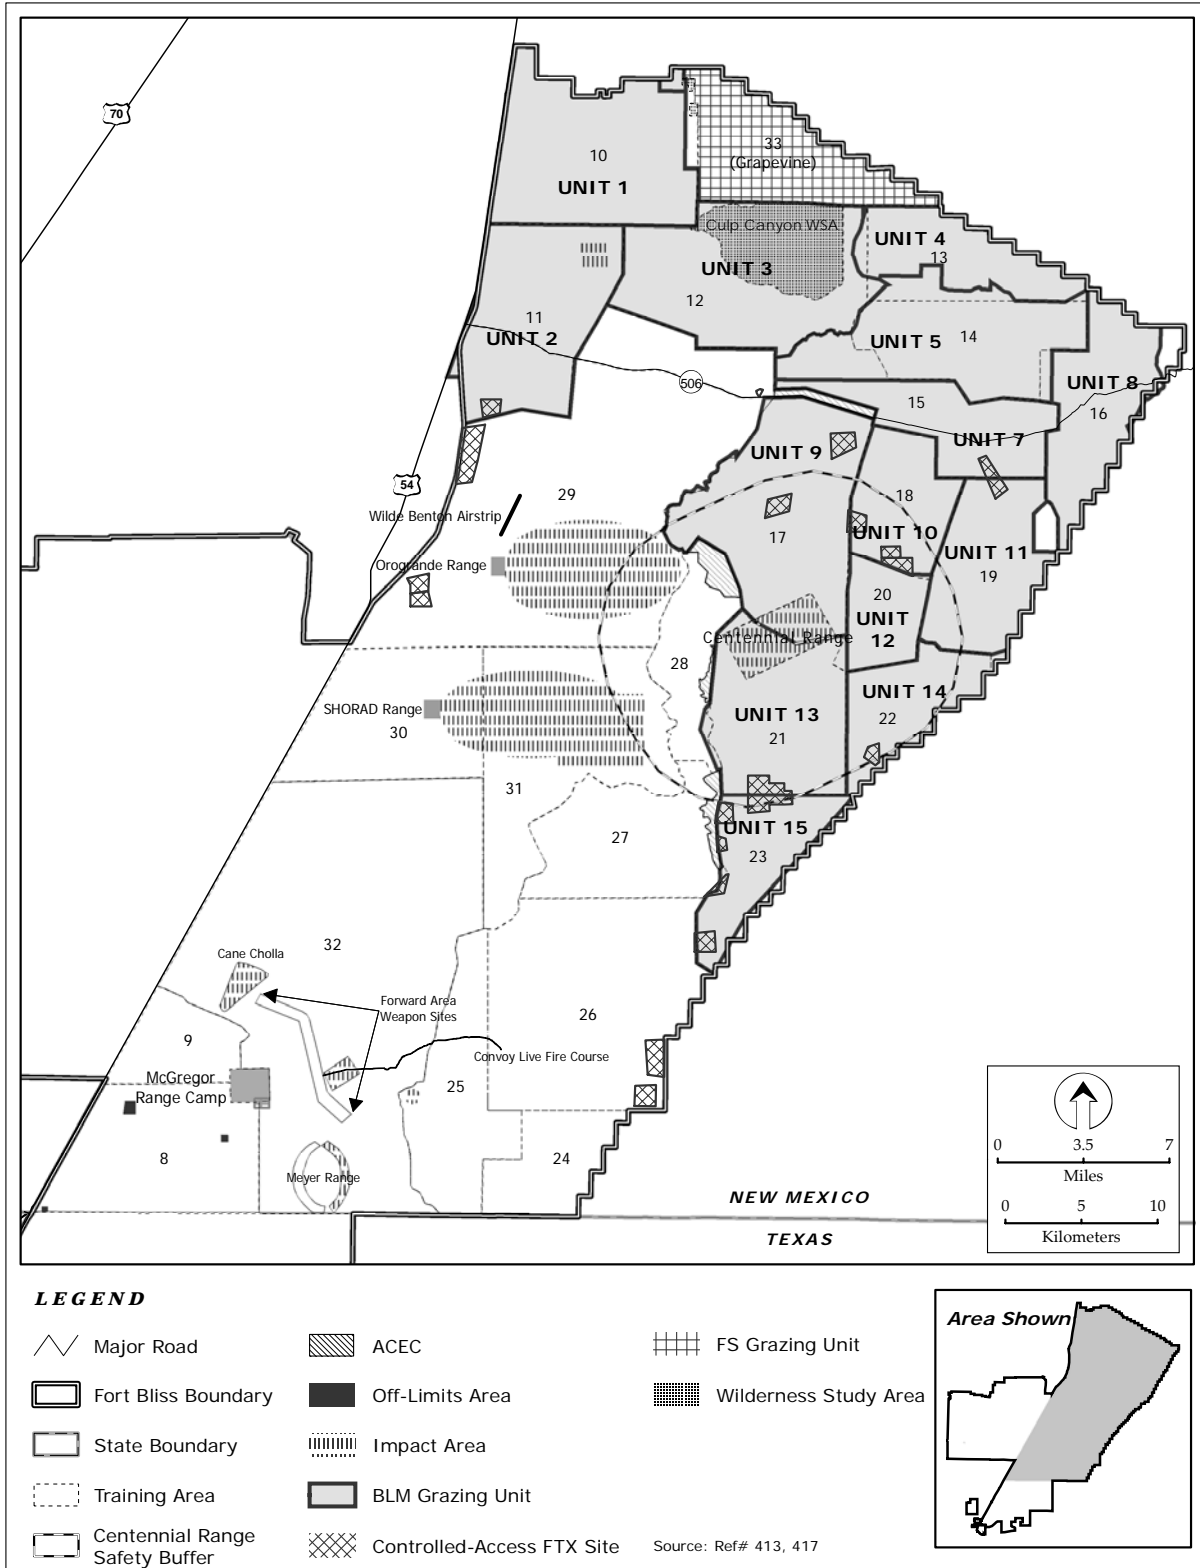 70
33
(Grapevine)
10
UNIT 1
Culp Canyon WSA
UNIT 4
13
UNIT 3
12
11
UNIT 2
UNIT 5
14
506
UNIT 8
15
16
UNIT 7
UNIT 9
54
29
18
Wilde Benton Airstrip
17
UNIT 10
UNIT 11
Orogrande Range
19
20
UNIT
12
Centennial Range
28
UNIT 14
SHORAD Range
UNIT 13
22
30
21
31
UNIT 15
27
23
32
Cane Cholla
Forward Area
Weapon Sites
26
9
Convoy Live Fire Course
McGregor
Range Camp
25
8
24
Meyer Range
0 3.5 7
Miles
0 5 10
Kilometers
NEW MEXICO
TEXAS
LEGEND
Major Road
Fort Bliss Boundary
State Boundary
Training Area
Centennial Range
Safety Buffer
ACEC
Off-Limits Area
Impact Area
BLM Grazing Unit
Controlled-Access FTX Site
FS Grazing Unit
Wilderness Study Area
Source: Ref# 413, 417
Area Shown